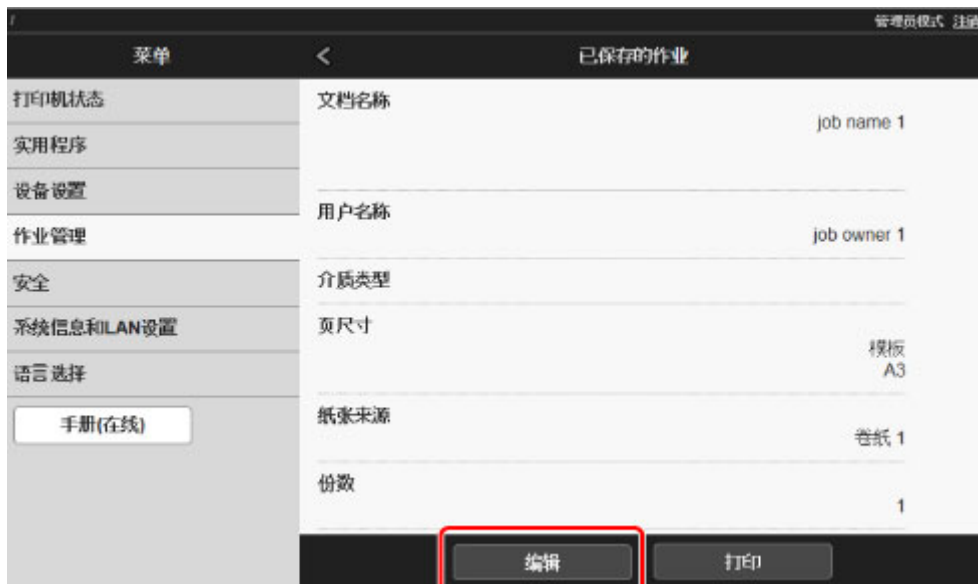 管理员模式 注销
菜单
< 已保存的作业
打印机状态
实用程序
设备设置
作业管理
安全
系统信息和LAN设置
语言选择
手册(在线)
文档名称
job name 1
用户名称
job owner 1
介质类型
页尺寸
模板
A3
纸张来源
卷纸 1
份数
1
编辑
打印